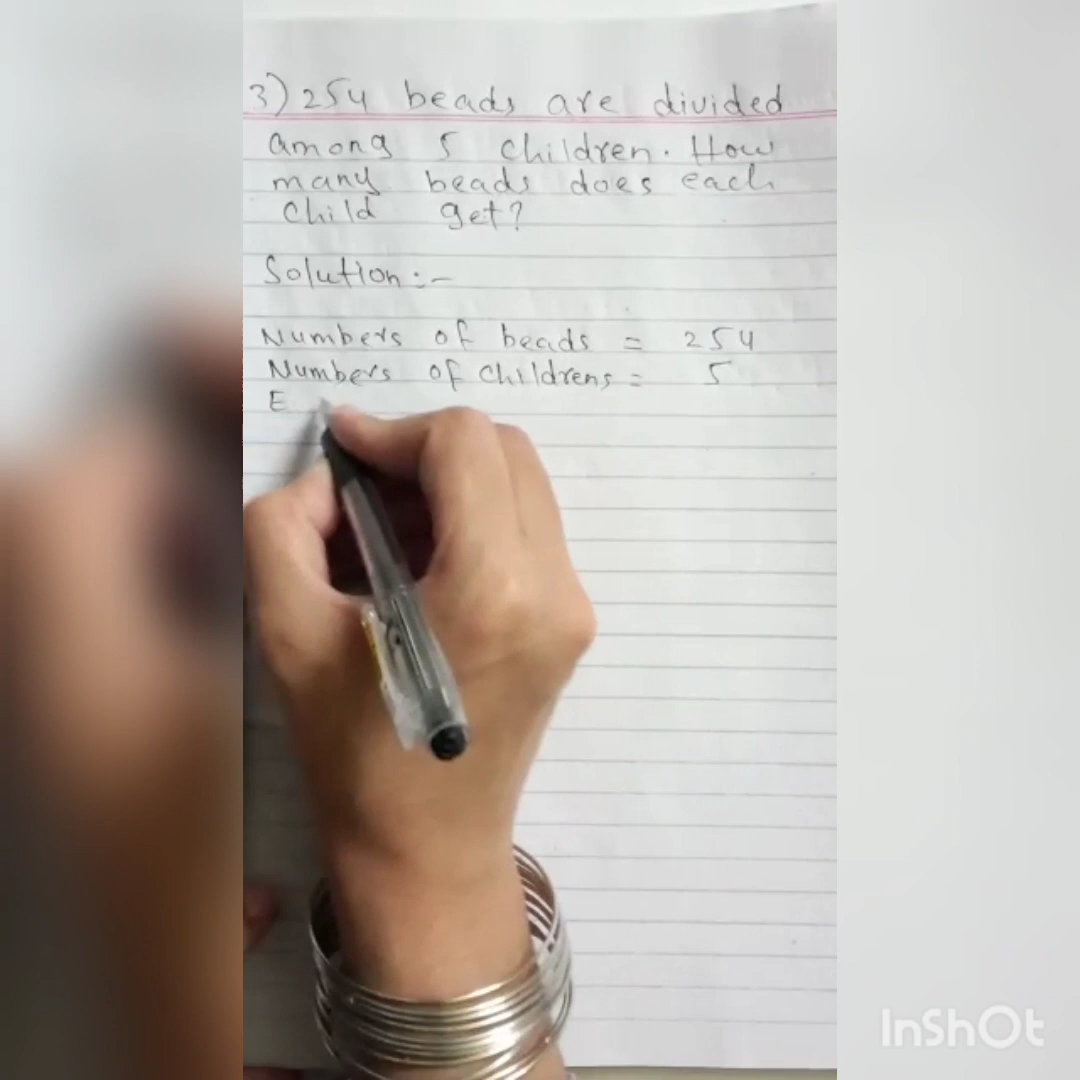 3) 254 beads are divided
among 5 children. How
many beads does each
child get?
Solution :-
Numbers of beads = 254
Numbers of childrens = 5
E
InShOt